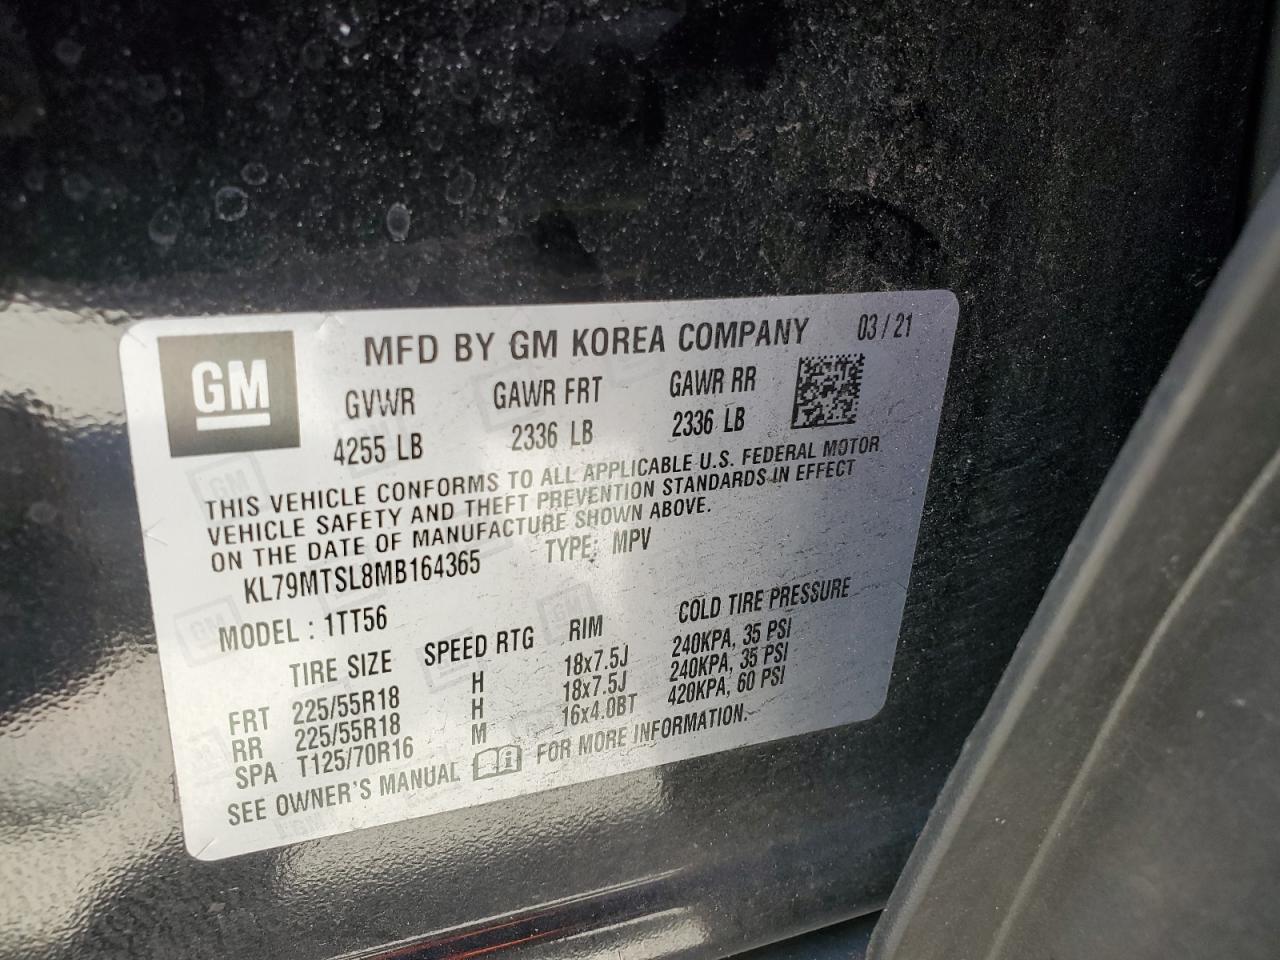 GM
MFD BY GM KOREA COMPANY 03/21
GVWR GAWR FRT GAWR RR
4255 LB 2336 LB 2336 LB
THIS VEHICLE CONFORMS TO ALL APPLICABLE U.S. FEDERAL MOTOR
VEHICLE SAFETY AND THEFT PREVENTION STANDARDS IN EFFECT
ON THE DATE OF MANUFACTURE SHOWN ABOVE.
KL79MTSL8MB164365 TYPE: MPV
MODEL : 1TT56
TIRE SIZE SPEED RTG RIM COLD TIRE PRESSURE
FRT 225/55R18 H 18x7.5J 240KPA, 35 PSI
RR 225/55R18 H 18x7.5J 240KPA, 35 PSI
SPA T125/70R16 M 16x4.0BT 420KPA, 60 PSI
SEE OWNER'S MANUAL i FOR MORE INFORMATION.